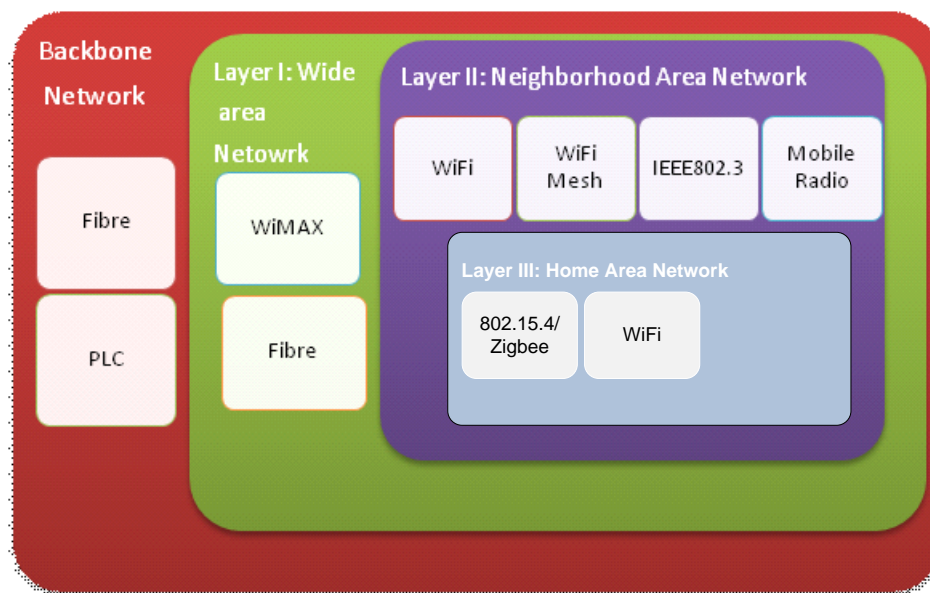 Backbone
Network
Fibre
PLC
Layer I: Wide
area
Netowrk
WiMAX
Fibre
Layer II: Neighborhood Area Network
WiFi
WiFi
Mesh
IEEE802.3
Mobile
Radio
Layer III: Home Area Network
802.15.4/
Zigbee
WiFi